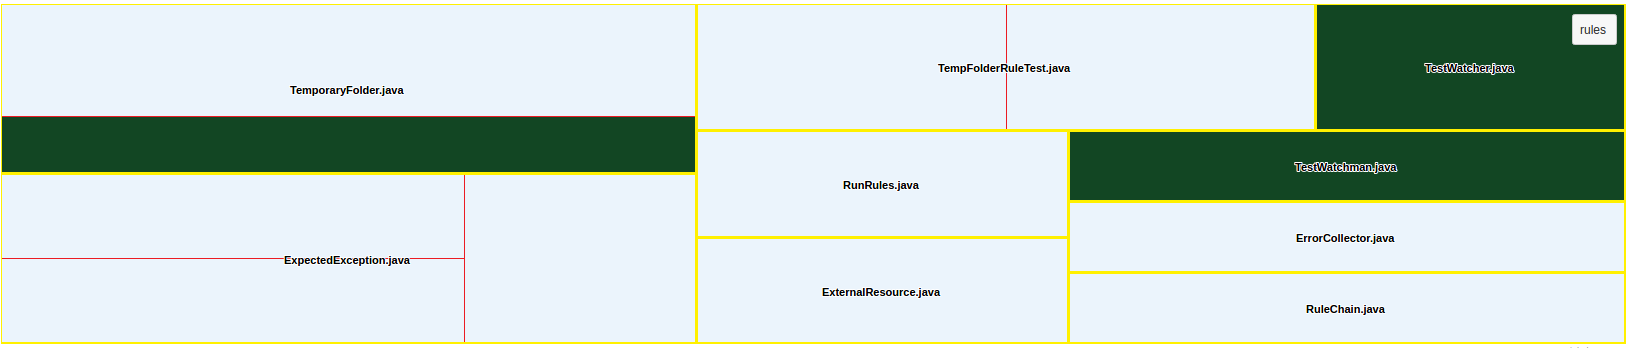 rules
TempFolderRuleTest.java
TestWatcher.java
TemporaryFolder.java
TestWatchman.java
RunRules.java
ErrorCollector.java
ExpectedException.java
ExternalResource.java
RuleChain.java